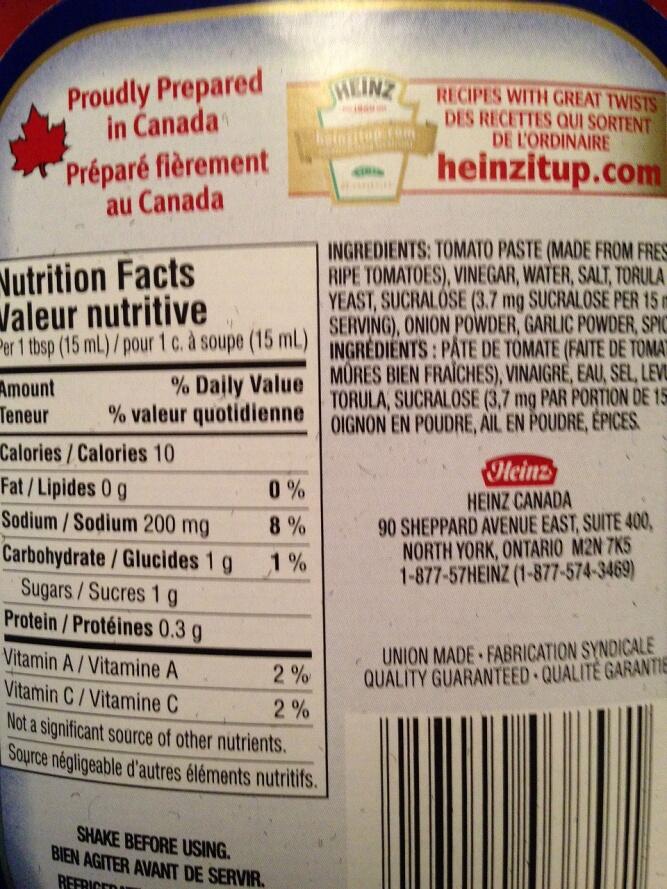 Proudly Prepared
in Canada
Préparé fièrement
au Canada
HEINZ
heinzitup.com
RECIPES WITH GREAT TWISTS
DES RECETTES QUI SORTENT
DE L'ORDINAIRE
heinzitup.com
Nutrition Facts
Valeur nutritive
Per 1 tbsp (15 mL) / pour 1 c. à soupe (15 mL)
Amount % Daily Value
Teneur % valeur quotidienne
Calories / Calories 10
Fat / Lipides 0 g 0 %
Sodium / Sodium 200 mg 8 %
Carbohydrate / Glucides 1 g 1 %
Sugars / Sucres 1 g
Protein / Protéines 0.3 g
Vitamin A / Vitamine A 2 %
Vitamin C / Vitamine C 2 %
Not a significant source of other nutrients.
Source négligeable d'autres éléments nutritifs.
SHAKE BEFORE USING.
BIEN AGITER AVANT DE SERVIR.
INGREDIENTS: TOMATO PASTE (MADE FROM FRES
RIPE TOMATOES), VINEGAR, WATER, SALT, TORULA
YEAST, SUCRALOSE (3.7 mg SUCRALOSE PER 15
SERVING), ONION POWDER, GARLIC POWDER, SPIC
INGRÉDIENTS : PÂTE DE TOMATE (FAITE DE TOMA
MÛRES BIEN FRAÎCHES), VINAIGRE, EAU, SEL, LEVU
TORULA, SUCRALOSE (3,7 mg PAR PORTION DE 15
OIGNON EN POUDRE, AIL EN POUDRE, ÉPICES.
Heinz
HEINZ CANADA
90 SHEPPARD AVENUE EAST, SUITE 400,
NORTH YORK, ONTARIO M2N 7K5
1-877-57HEINZ (1-877-574-3469)
UNION MADE • FABRICATION SYNDICALE
QUALITY GUARANTEED • QUALITÉ GARANTIE